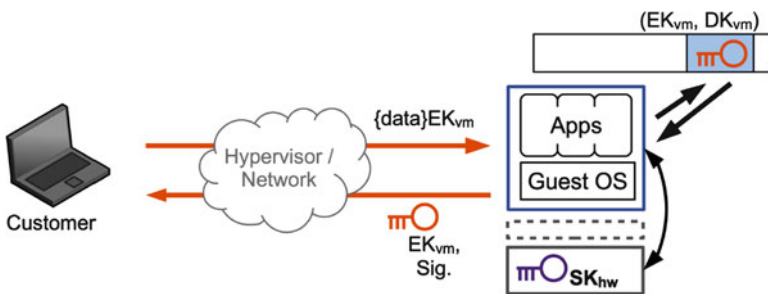 (EKvm, DKvm)
{data}EKvm
Apps
Hypervisor /
Network
Guest OS
Customer
EKvm,
Sig.
SKhw